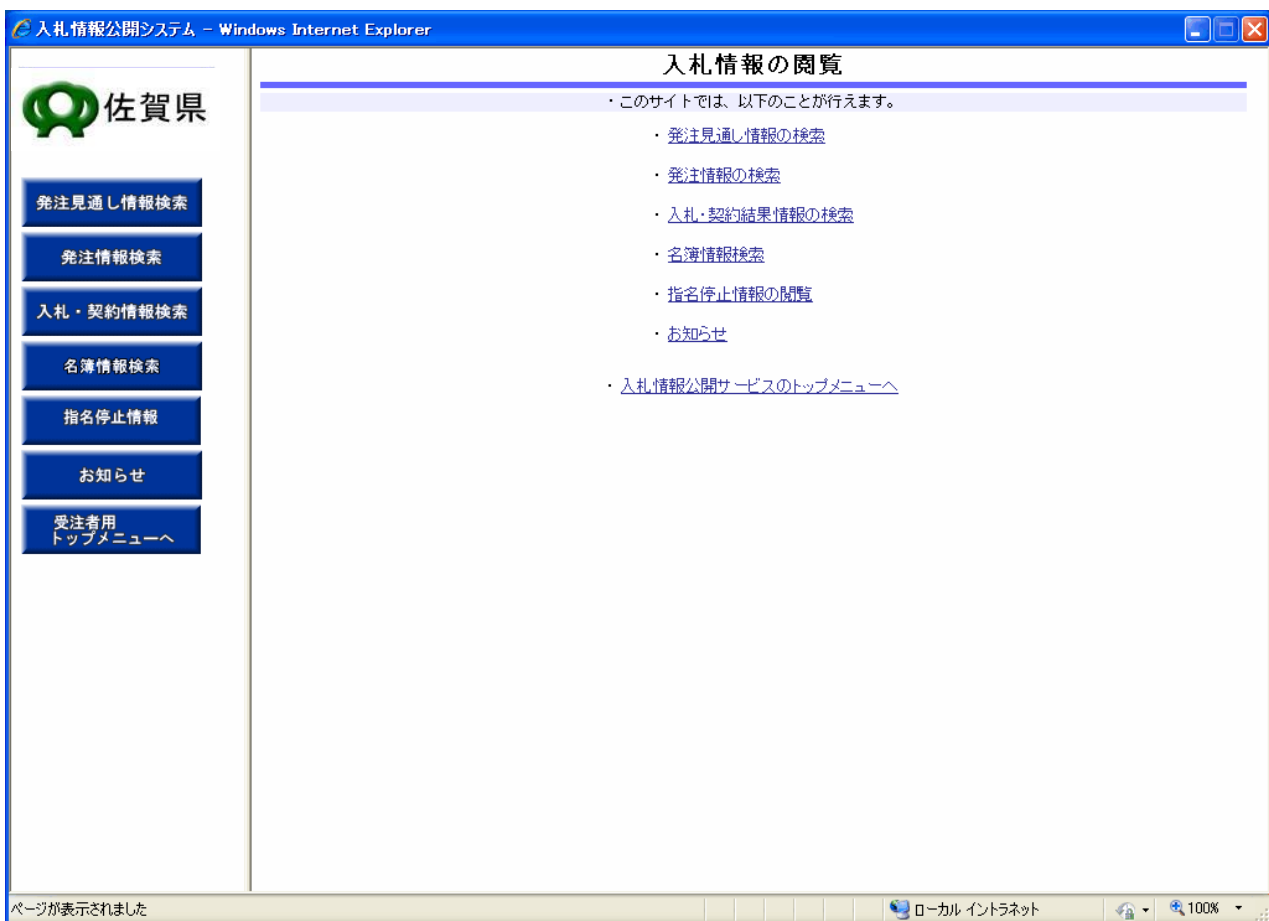 入札情報公開システム - Windows Internet Explorer
佐賀県
発注見通し情報検索
発注情報検索
入札・契約情報検索
名簿情報検索
指名停止情報
お知らせ
受注者用
トップメニューへ
入札情報の閲覧
・このサイトでは、以下のことが行えます。
・発注見通し情報の検索
・発注情報の検索
・入札・契約結果情報の検索
・名簿情報検索
・指名停止情報の閲覧
・お知らせ
・入札情報公開サービスのトップメニューへ
ページが表示されました
ローカル イントラネット
100%